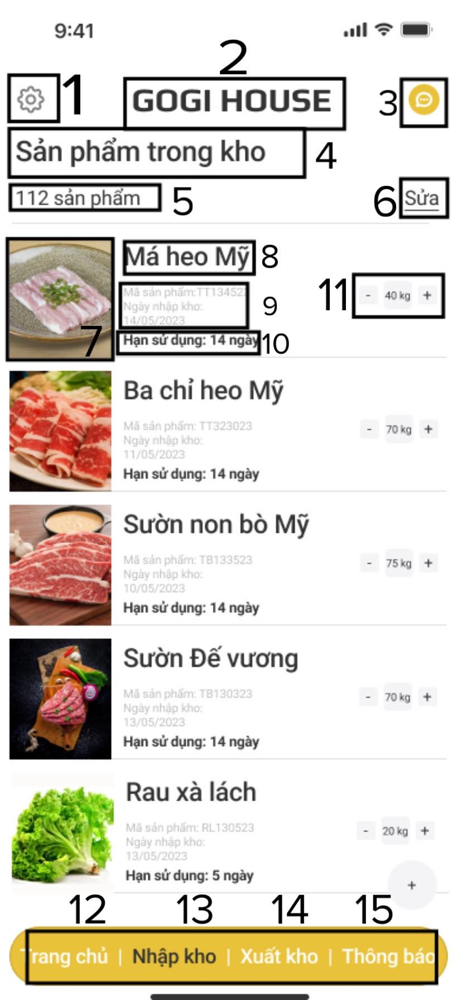 9:41
2
1
GOGI HOUSE
3
Sản phẩm trong kho
4
112 sản phẩm
5
6
Sửa
Má heo Mỹ
8
Mã sản phẩm:TT134523
Ngày nhập kho:
14/05/2023
9
11
- 40 kg +
7
Hạn sử dụng: 14 ngày
10
Ba chỉ heo Mỹ
Mã sản phẩm: TT323023
Ngày nhập kho:
11/05/2023
- 70 kg +
Hạn sử dụng: 14 ngày
Sườn non bò Mỹ
Mã sản phẩm: TB133523
Ngày nhập kho:
10/05/2023
- 75 kg +
Hạn sử dụng: 14 ngày
Sườn Đế vương
Mã sản phẩm: TB130323
Ngày nhập kho:
13/05/2023
- 70 kg +
Hạn sử dụng: 14 ngày
Rau xà lách
Mã sản phẩm: RL130523
Ngày nhập kho:
13/05/2023
- 20 kg +
Hạn sử dụng: 5 ngày
+
12 13 14 15
Trang chủ | Nhập kho | Xuất kho | Thông báo